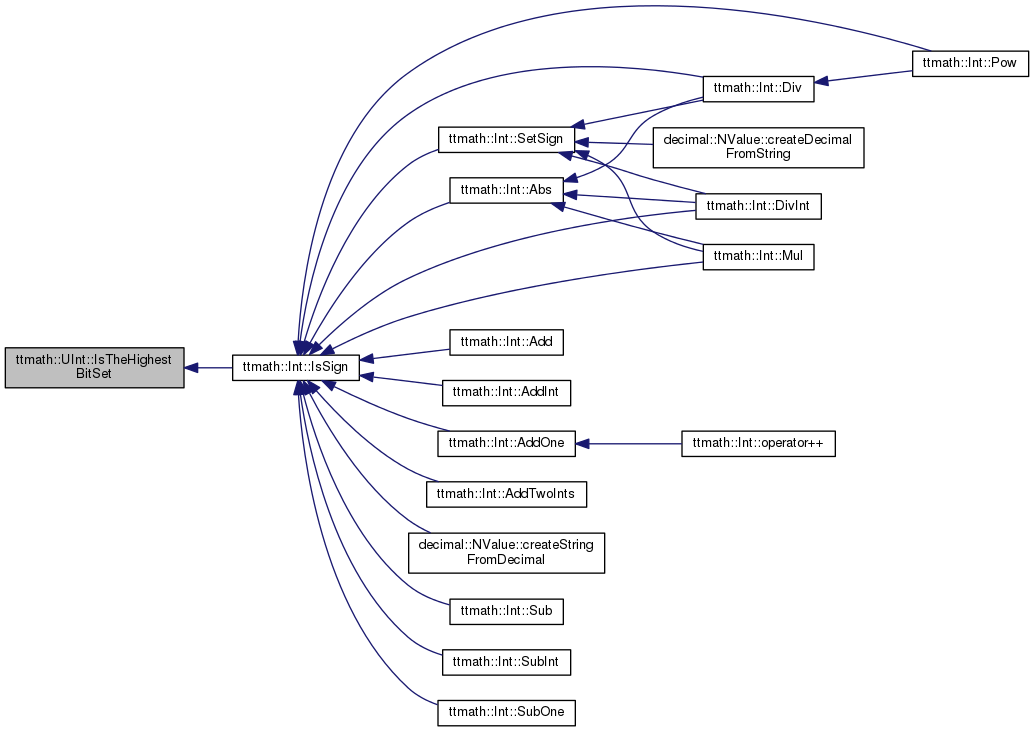 ttmath::Int::Pow
ttmath::Int::Div
ttmath::Int::SetSign
decimal::NValue::createDecimal
FromString
ttmath::Int::Abs
ttmath::Int::DivInt
ttmath::Int::Mul
ttmath::Int::Add
ttmath::UInt::IsTheHighest
BitSet
ttmath::Int::IsSign
ttmath::Int::AddInt
ttmath::Int::AddOne
ttmath::Int::operator++
ttmath::Int::AddTwoInts
decimal::NValue::createString
FromDecimal
ttmath::Int::Sub
ttmath::Int::SubInt
ttmath::Int::SubOne